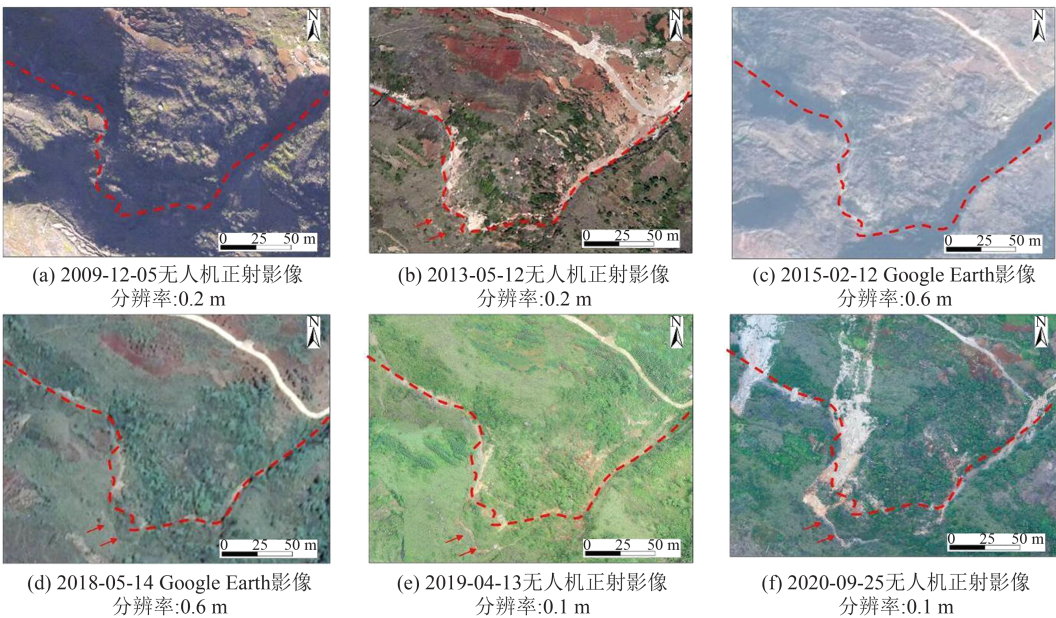 N
0 25 50 m
N
0 25 50 m
N
0 25 50 m
(a) 2009-12-05无人机正射影像
分辨率:0.2 m
(b) 2013-05-12无人机正射影像
分辨率:0.2 m
(c) 2015-02-12 Google Earth影像
分辨率:0.6 m
N
0 25 50 m
N
0 25 50 m
N
0 25 50 m
(d) 2018-05-14 Google Earth影像
分辨率:0.6 m
(e) 2019-04-13无人机正射影像
分辨率:0.1 m
(f) 2020-09-25无人机正射影像
分辨率:0.1 m